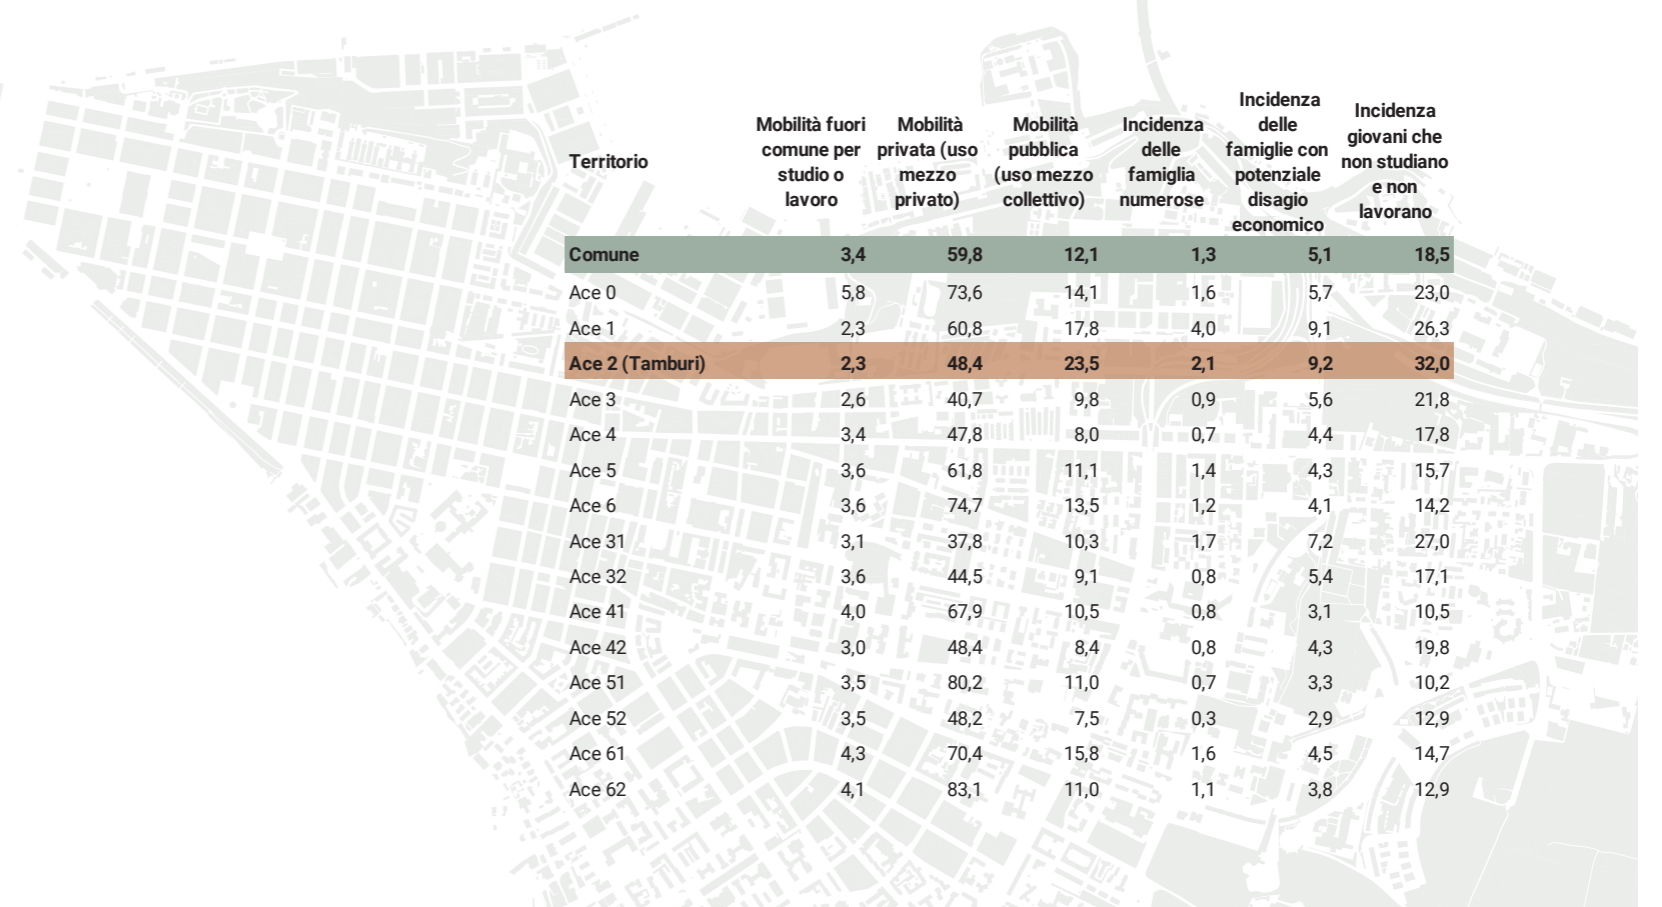 Territorio
Mobilità fuori
comune per
studio o
lavoro
Mobilità
privata (uso
mezzo
privato)
Mobilità
pubblica
(uso mezzo
collettivo)
Incidenza
delle
famiglia
numerose
Incidenza
delle
famiglie con
potenziale
disagio
economico
Incidenza
giovani che
non studiano
e non
lavorano
Comune 3,4 59,8 12,1 1,3 5,1 18,5
Ace 0 5,8 73,6 14,1 1,6 5,7 23,0
Ace 1 2,3 60,8 17,8 4,0 9,1 26,3
Ace 2 (Tamburi) 2,3 48,4 23,5 2,1 9,2 32,0
Ace 3 2,6 40,7 9,8 0,9 5,6 21,8
Ace 4 3,4 47,8 8,0 0,7 4,4 17,8
Ace 5 3,6 61,8 11,1 1,4 4,3 15,7
Ace 6 3,6 74,7 13,5 1,2 4,1 14,2
Ace 31 3,1 37,8 10,3 1,7 7,2 27,0
Ace 32 3,6 44,5 9,1 0,8 5,4 17,1
Ace 41 4,0 67,9 10,5 0,8 3,1 10,5
Ace 42 3,0 48,4 8,4 0,8 4,3 19,8
Ace 51 3,5 80,2 11,0 0,7 3,3 10,2
Ace 52 3,5 48,2 7,5 0,3 2,9 12,9
Ace 61 4,3 70,4 15,8 1,6 4,5 14,7
Ace 62 4,1 83,1 11,0 1,1 3,8 12,9